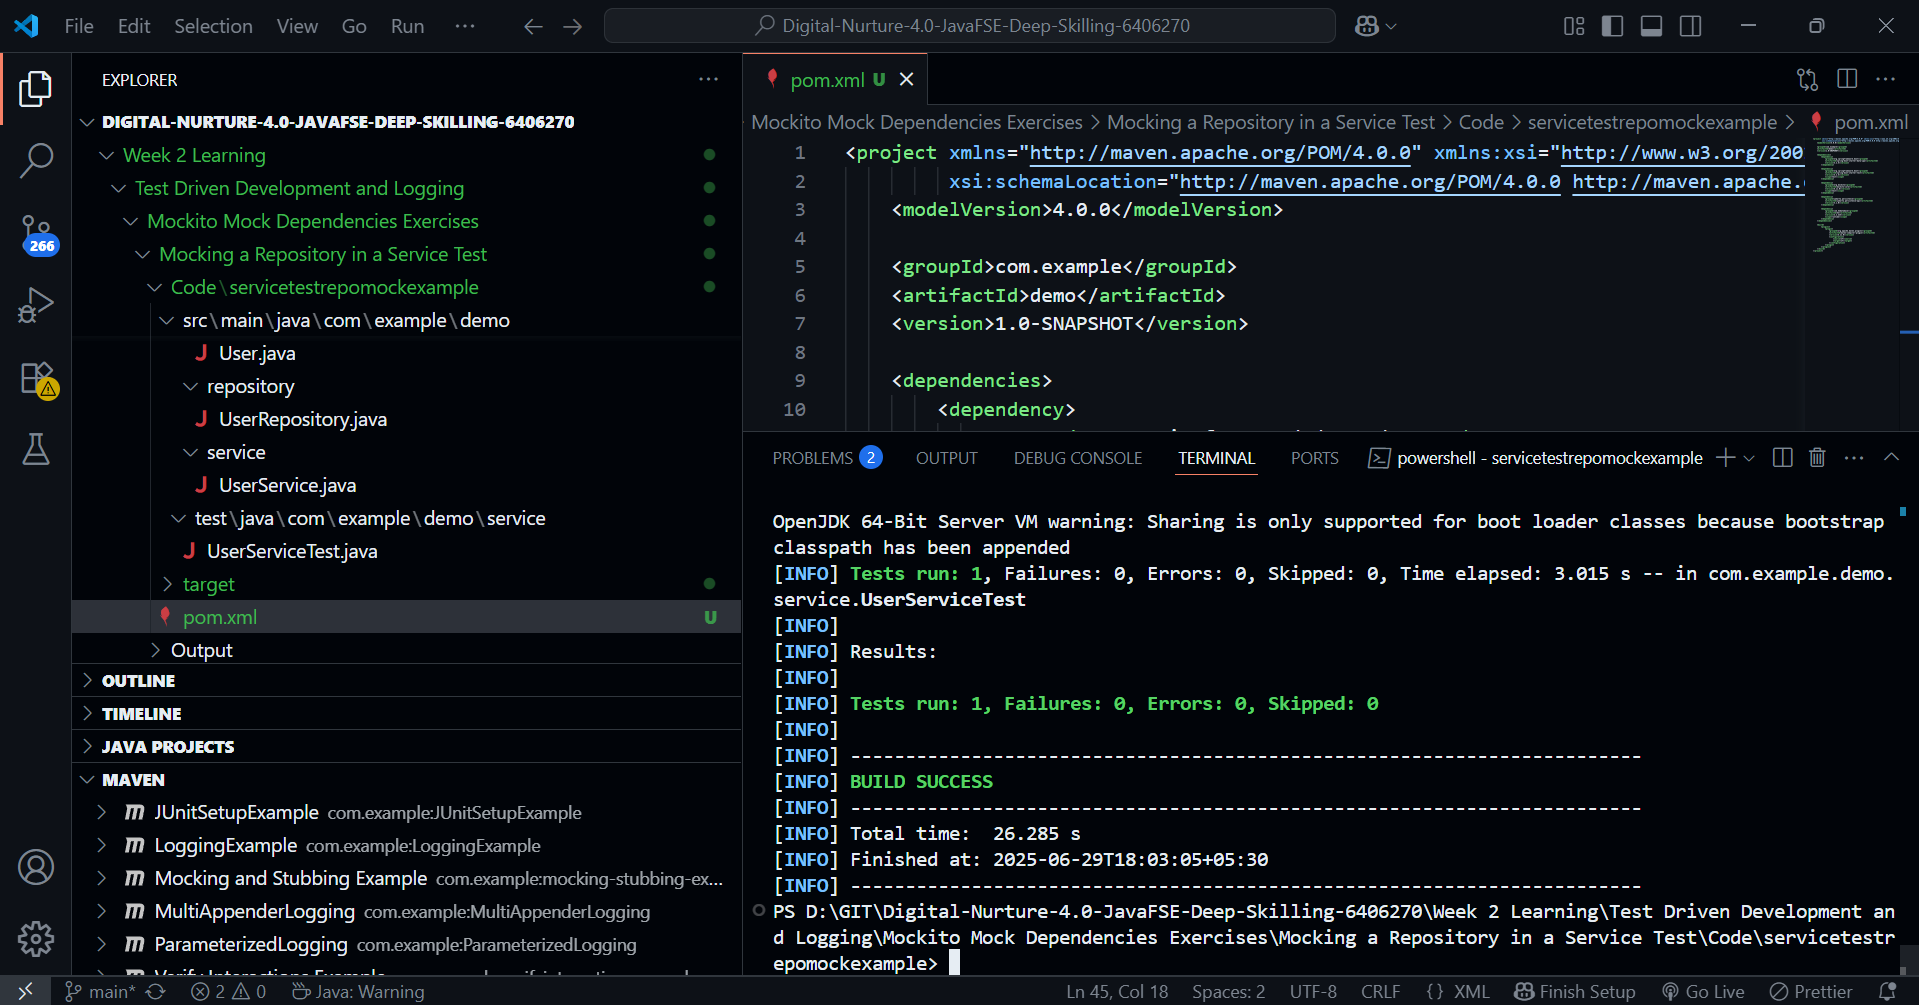 File Edit Selection View Go Run ··· Digital-Nurture-4.0-JavaFSE-Deep-Skilling-6406270
EXPLORER
DIGITAL-NURTURE-4.0-JAVAFSE-DEEP-SKILLING-6406270
Week 2 Learning
Test Driven Development and Logging
Mockito Mock Dependencies Exercises
Mocking a Repository in a Service Test
Code\servicetestrepomockexample
src\main\java\com\example\demo
J User.java
repository
J UserRepository.java
service
J UserService.java
test\java\com\example\demo\service
J UserServiceTest.java
target
pom.xml U
Output
OUTLINE
TIMELINE
JAVA PROJECTS
MAVEN
JUnitSetupExample com.example:JUnitSetupExample
LoggingExample com.example:LoggingExample
Mocking and Stubbing Example com.example:mocking-stubbing-ex...
MultiAppenderLogging com.example:MultiAppenderLogging
ParameterizedLogging com.example:ParameterizedLogging
266
pom.xml U
Mockito Mock Dependencies Exercises > Mocking a Repository in a Service Test > Code > servicetestrepomockexample > pom.xml
1 <project xmlns="http://maven.apache.org/POM/4.0.0" xmlns:xsi="http://www.w3.org/200
2 xsi:schemaLocation="http://maven.apache.org/POM/4.0.0 http://maven.apache.
3 <modelVersion>4.0.0</modelVersion>
4
5 <groupId>com.example</groupId>
6 <artifactId>demo</artifactId>
7 <version>1.0-SNAPSHOT</version>
8
9 <dependencies>
10 <dependency>
PROBLEMS 2 OUTPUT DEBUG CONSOLE TERMINAL PORTS powershell - servicetestrepomockexample
OpenJDK 64-Bit Server VM warning: Sharing is only supported for boot loader classes because bootstrap
classpath has been appended
[INFO] Tests run: 1, Failures: 0, Errors: 0, Skipped: 0, Time elapsed: 3.015 s -- in com.example.demo.
service.UserServiceTest
[INFO]
[INFO] Results:
[INFO]
[INFO] Tests run: 1, Failures: 0, Errors: 0, Skipped: 0
[INFO]
[INFO] ------------------------------------------------------------------------
[INFO] BUILD SUCCESS
[INFO] ------------------------------------------------------------------------
[INFO] Total time:  26.285 s
[INFO] Finished at: 2025-06-29T18:03:05+05:30
[INFO] ------------------------------------------------------------------------
PS D:\GIT\Digital-Nurture-4.0-JavaFSE-Deep-Skilling-6406270\Week 2 Learning\Test Driven Development an
d Logging\Mockito Mock Dependencies Exercises\Mocking a Repository in a Service Test\Code\servicetestr
epomockexample>
main* 2 0 Java: Warning Ln 45, Col 18 Spaces: 2 UTF-8 CRLF {} XML Finish Setup Go Live Prettier